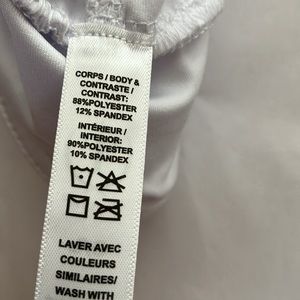 CORPS / BODY &
CONTRASTE /
CONTRAST:
88%POLYESTER
12% SPANDEX
INTÉRIEUR /
INTERIOR:
90%POLYESTER
10% SPANDEX
LAVER AVEC
COULEURS
SIMILAIRES/
WASH WITH